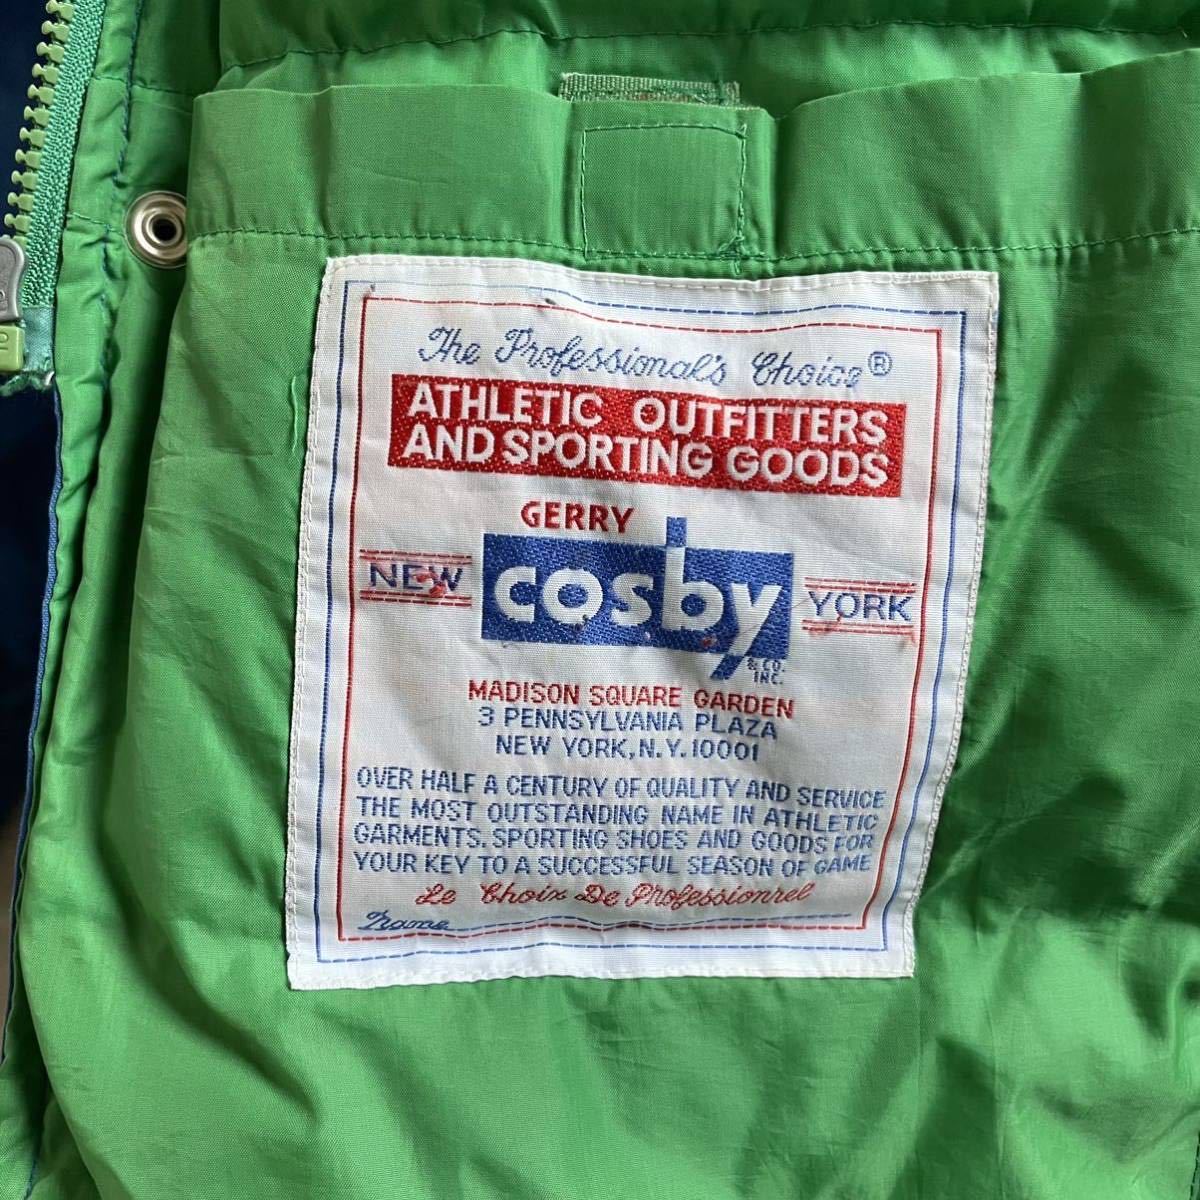 The Professional's Choice®
ATHLETIC OUTFITTERS
AND SPORTING GOODS
GERRY
NEW cosby YORK
& CO.
INC.
MADISON SQUARE GARDEN
3 PENNSYLVANIA PLAZA
NEW YORK, N.Y. 10001
OVER HALF A CENTURY OF QUALITY AND SERVICE
THE MOST OUTSTANDING NAME IN ATHLETIC
GARMENTS. SPORTING SHOES AND GOODS FOR
YOUR KEY TO A SUCCESSFUL SEASON OF GAME
Le Choix De Professionnel
Name